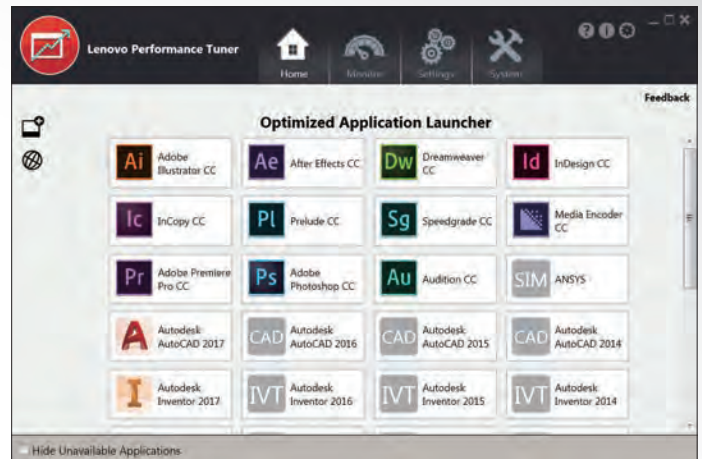 Lenovo Performance Tuner
Home
Monitor
Settings
System
Feedback
Optimized Application Launcher
Ai
Adobe
Illustrator CC
Ae
After Effects CC
Dw
Dreamweaver
CC
Id
InDesign CC
Ic
InCopy CC
Pl
Prelude CC
Sg
Speedgrade CC
Media Encoder
CC
Pr
Adobe Premiere
Pro CC
Ps
Adobe
Photoshop CC
Au
Audition CC
SIM
ANSYS
A
Autodesk
AutoCAD 2017
CAD
Autodesk
AutoCAD 2016
CAD
Autodesk
AutoCAD 2015
CAD
Autodesk
AutoCAD 2014
I
Autodesk
Inventor 2017
IVT
Autodesk
Inventor 2016
IVT
Autodesk
Inventor 2015
IVT
Autodesk
Inventor 2014
Hide Unavailable Applications